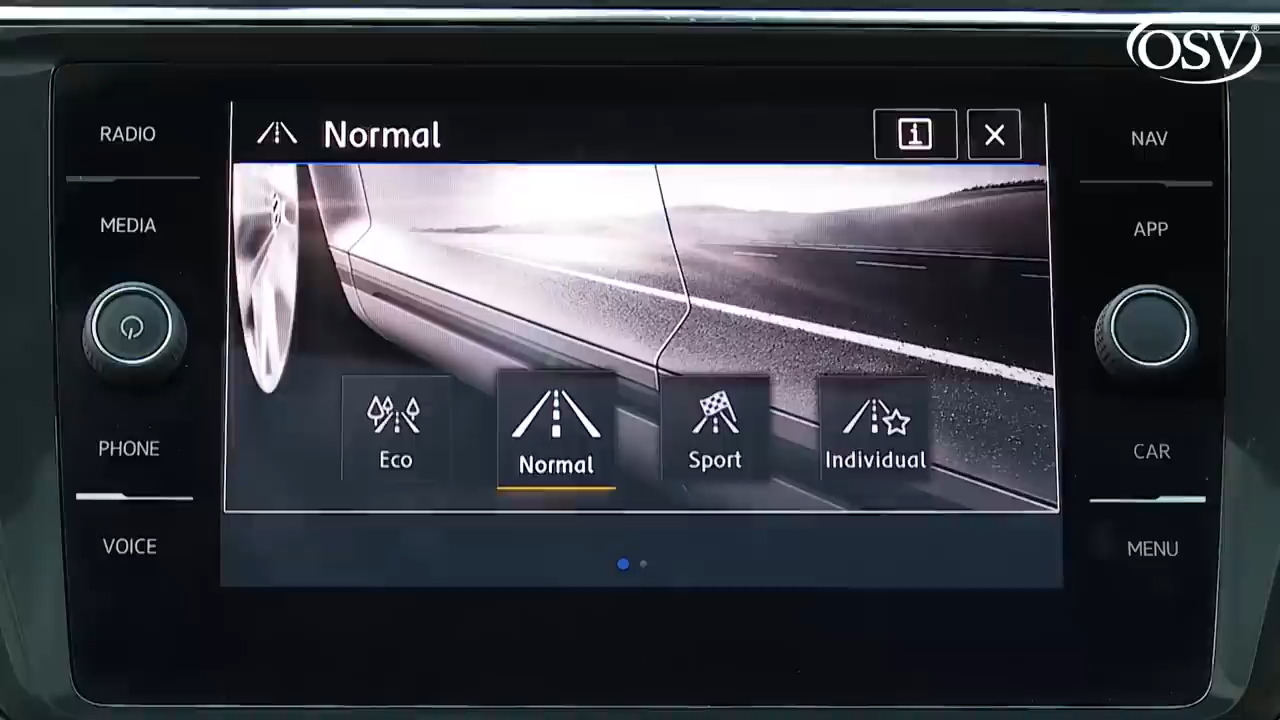 OSV®
RADIO
MEDIA
PHONE
VOICE
Normal
i
Eco
Normal
Sport
Individual
NAV
APP
CAR
MENU